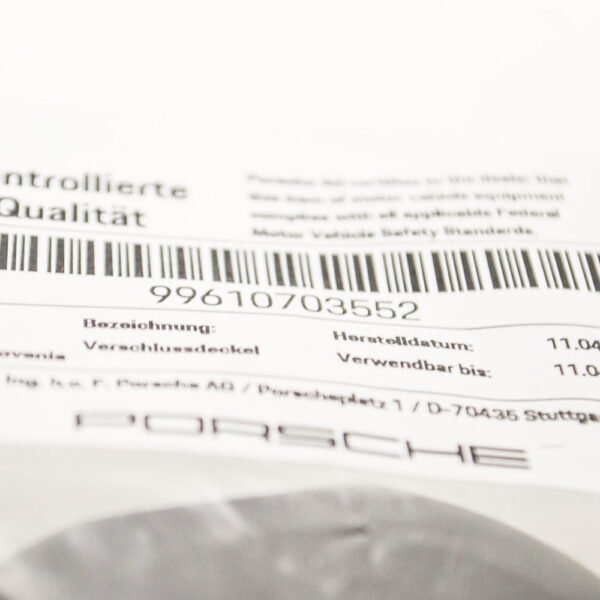 ntrollierte
Qualität
Porsche AG certifies to the dealer that
this item of motor vehicle equipment
complies with all applicable Federal
Motor Vehicle Safety Standards.
99610703552
Bezeichnung:
Verschlussdeckel
Herstelldatum: 11.04
Verwendbar bis: 11.0
ovenia
Ing. h.c. F. Porsche AG / Porscheplatz 1 / D-70435 Stuttga
PORSCHE